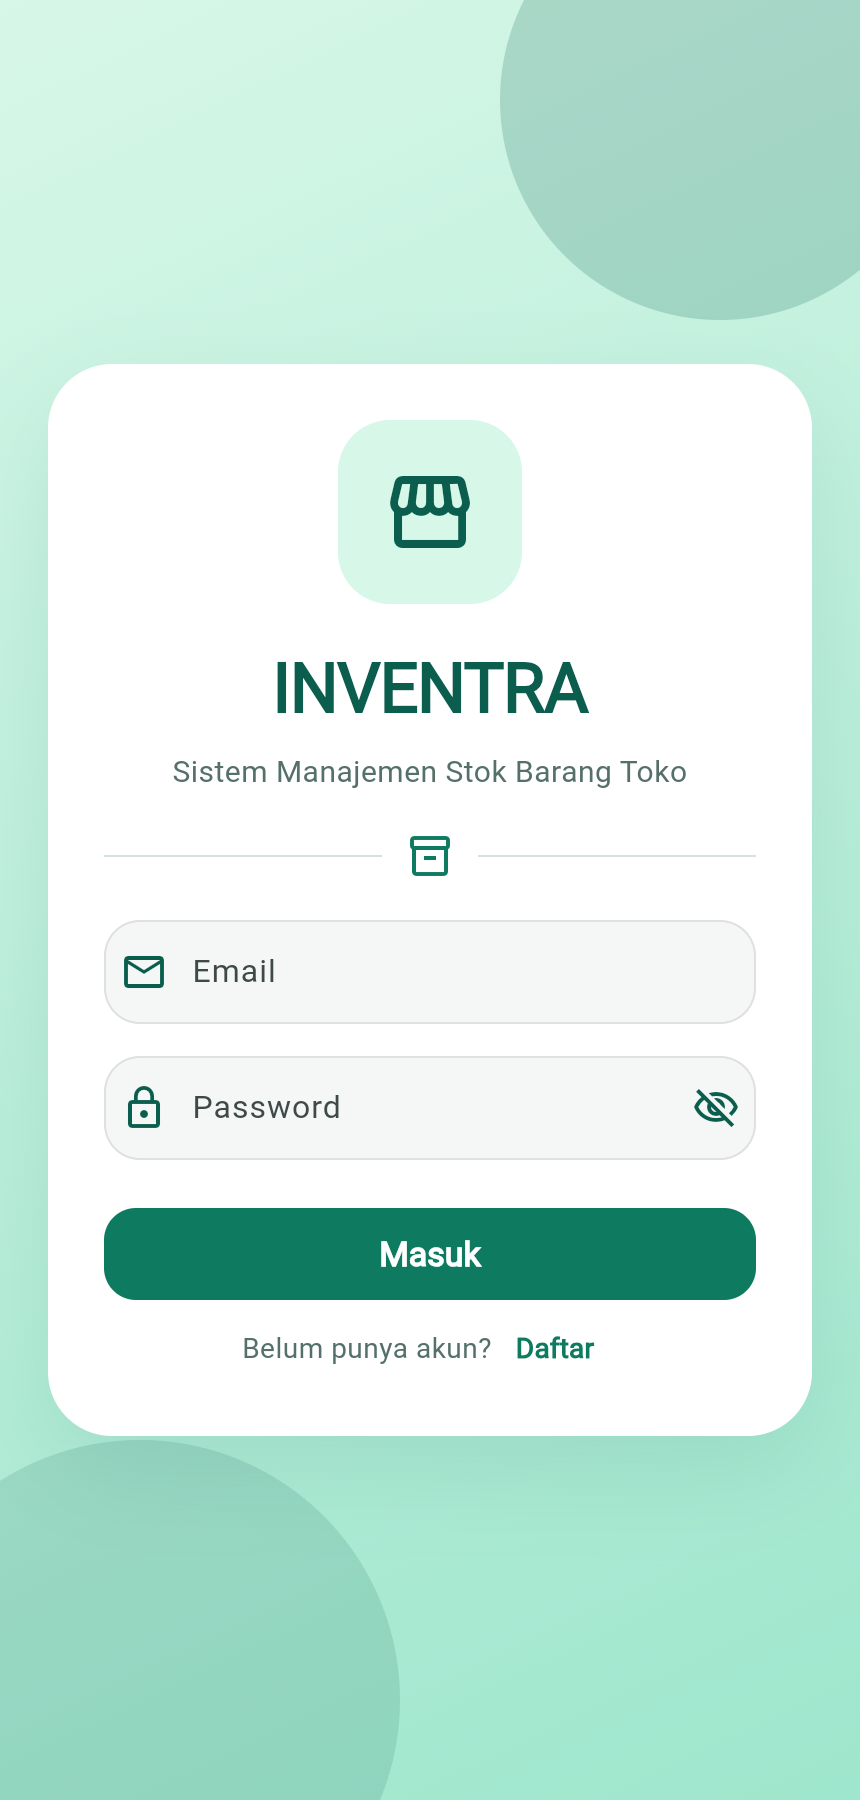 INVENTRA
Sistem Manajemen Stok Barang Toko
Email
Password
Masuk
Belum punya akun? Daftar